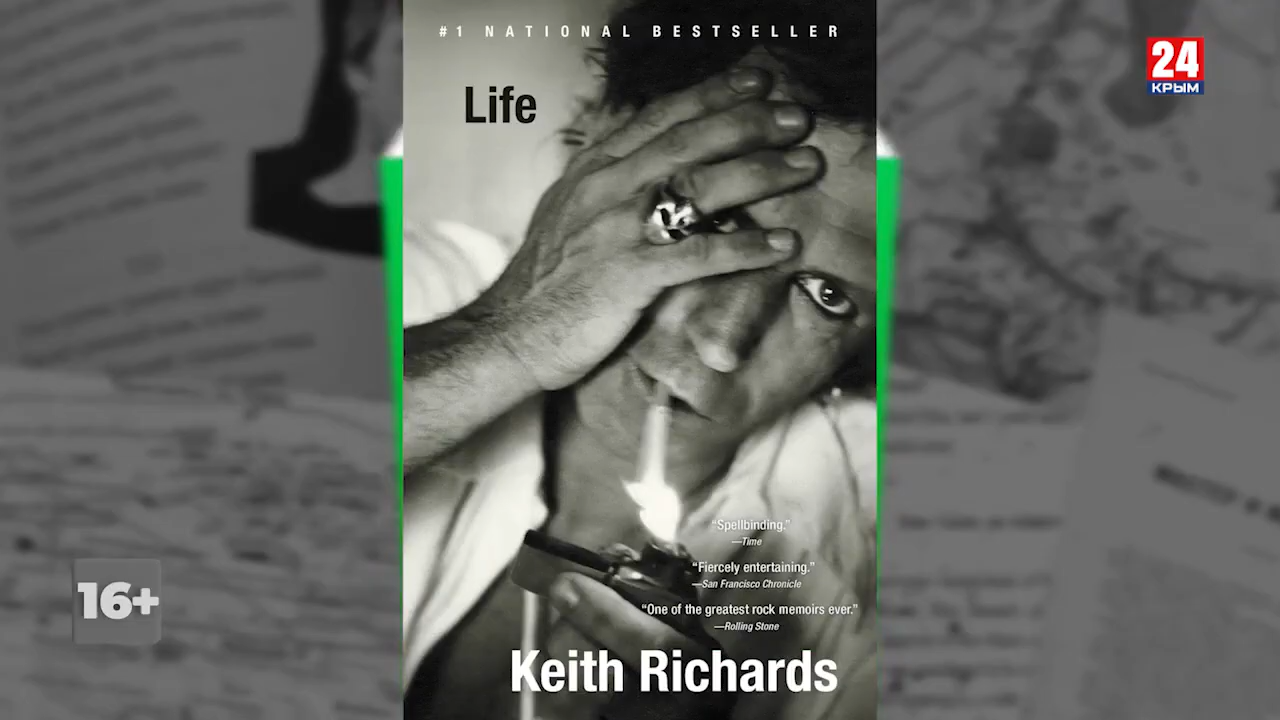 #1 NATIONAL BESTSELLER
24
КРЫМ
Life
“Spellbinding.”
—Time
“Fiercely entertaining.”
—San Francisco Chronicle
“One of the greatest rock memoirs ever.”
—Rolling Stone
16+
Keith Richards